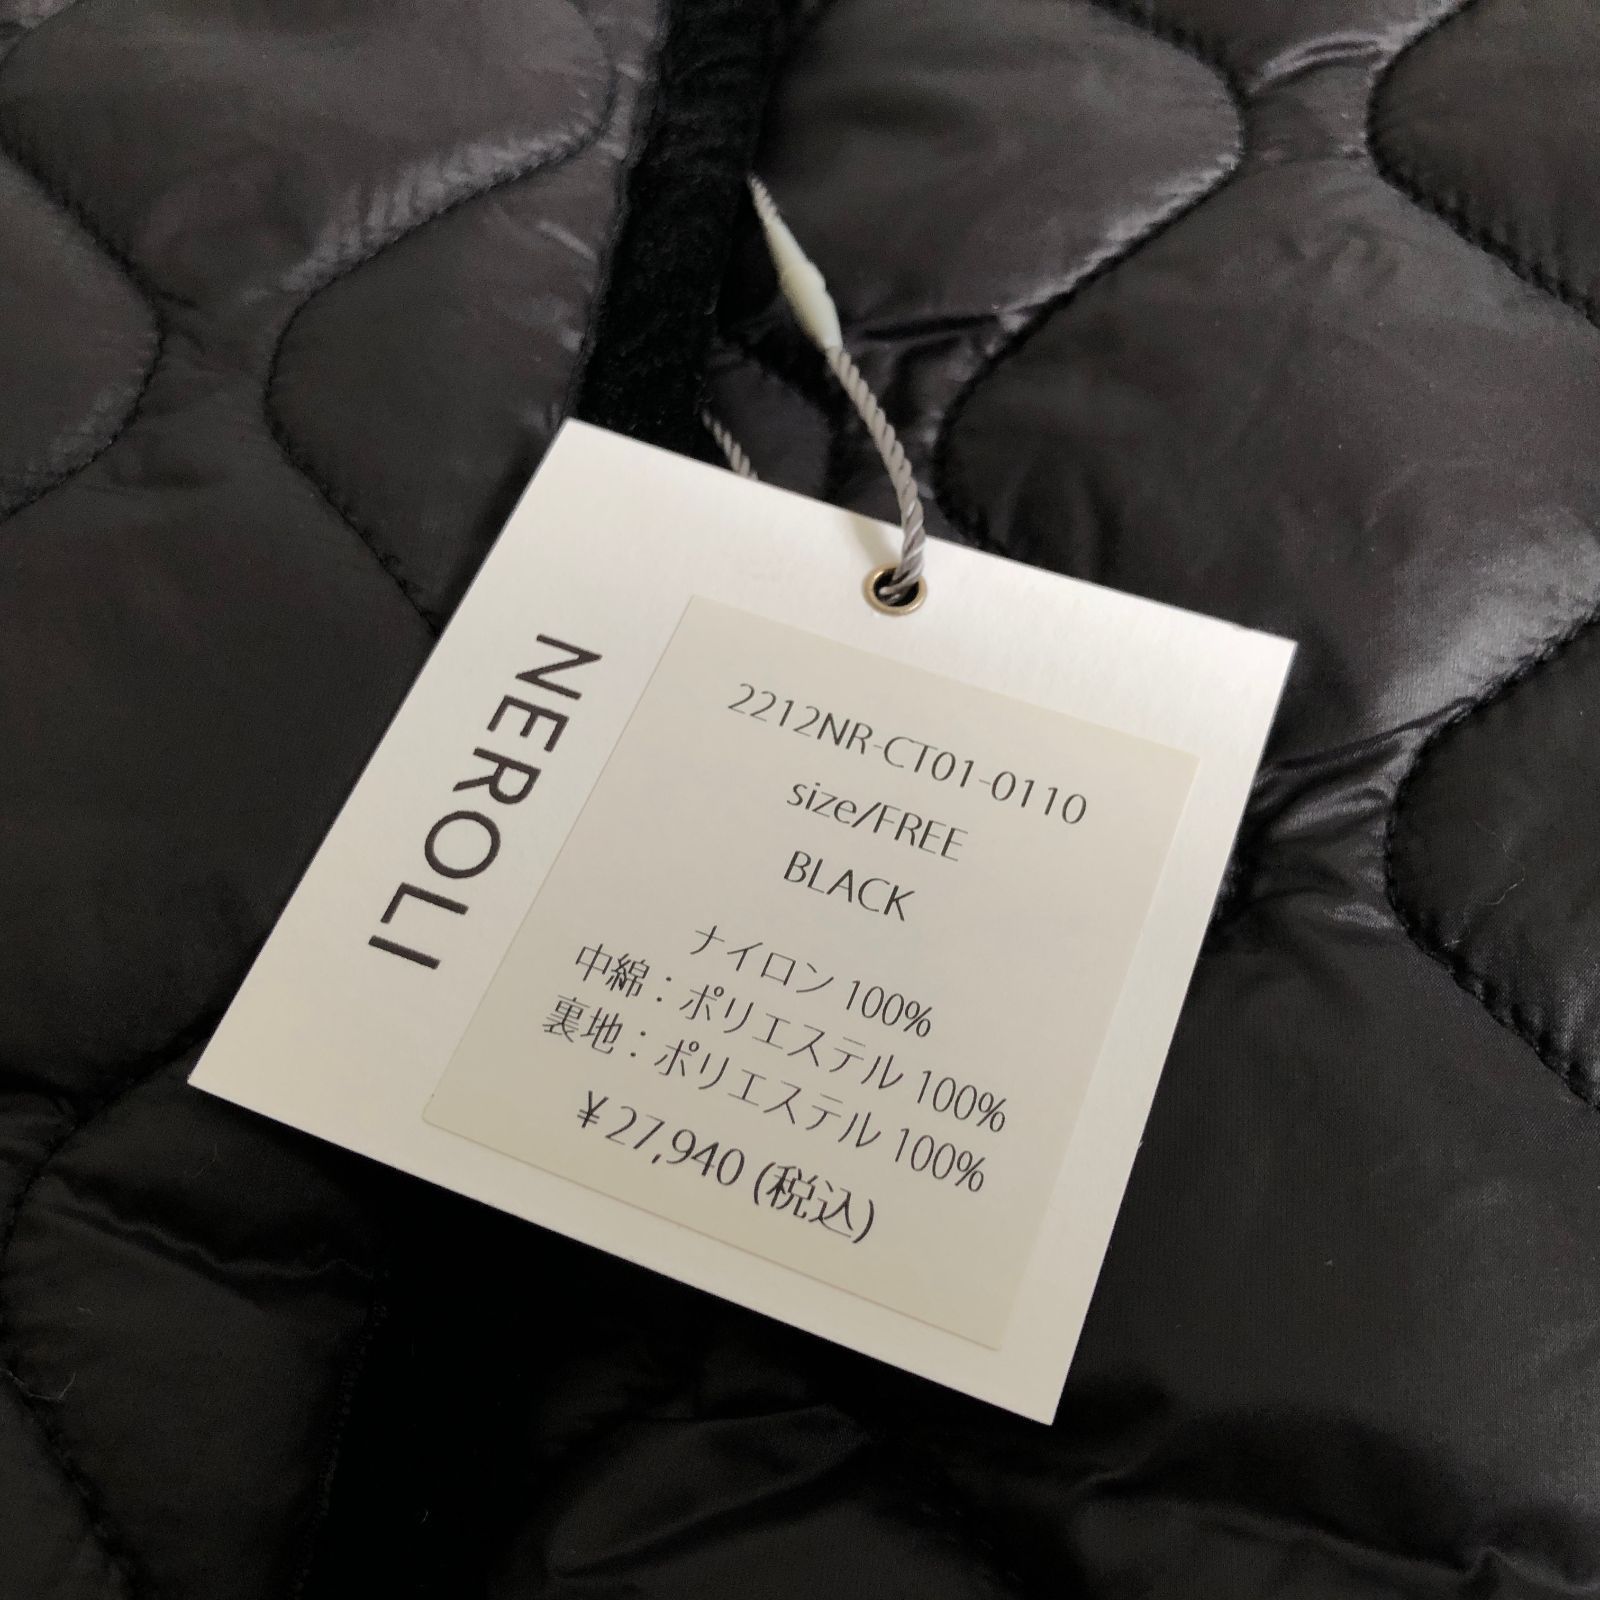 NEROLI
2212NR-CT01-0110
size/FREE
BLACK
ナイロン 100%
中綿：ポリエステル 100%
裏地：ポリエステル 100%
¥27,940 (税込)